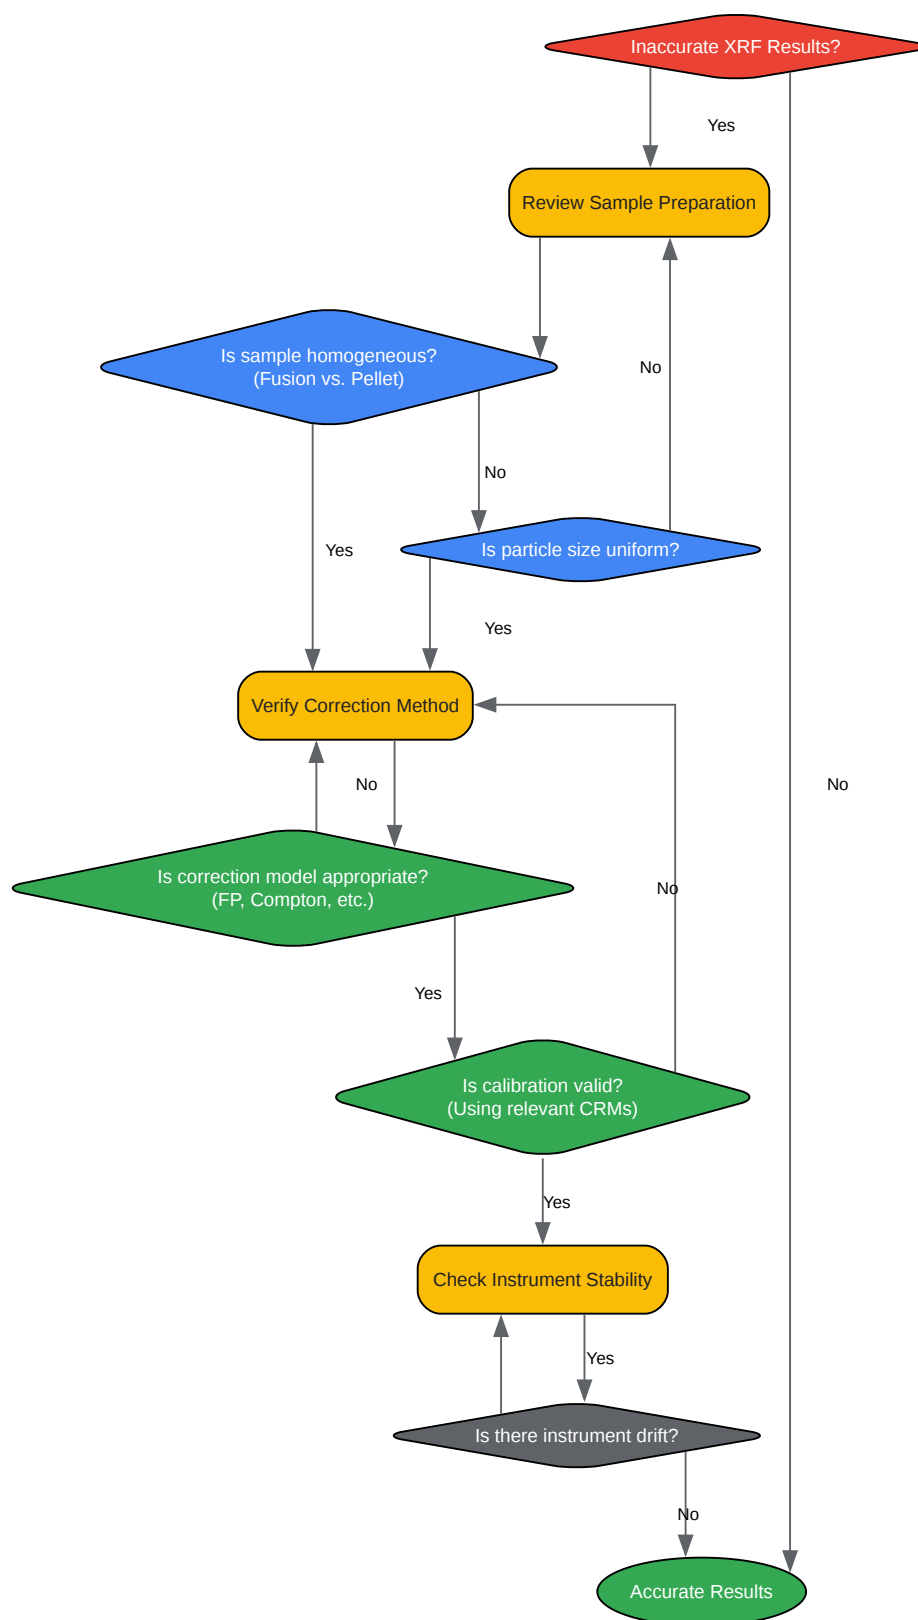 Inaccurate XRF Results?
Yes
Review Sample Preparation
Is sample homogeneous?
(Fusion vs. Pellet)
No
No
Is particle size uniform?
Yes
Yes
Verify Correction Method
No
No
Is correction model appropriate?
(FP, Compton, etc.)
No
Yes
Is calibration valid?
(Using relevant CRMs)
Yes
Check Instrument Stability
Yes
Is there instrument drift?
No
Accurate Results